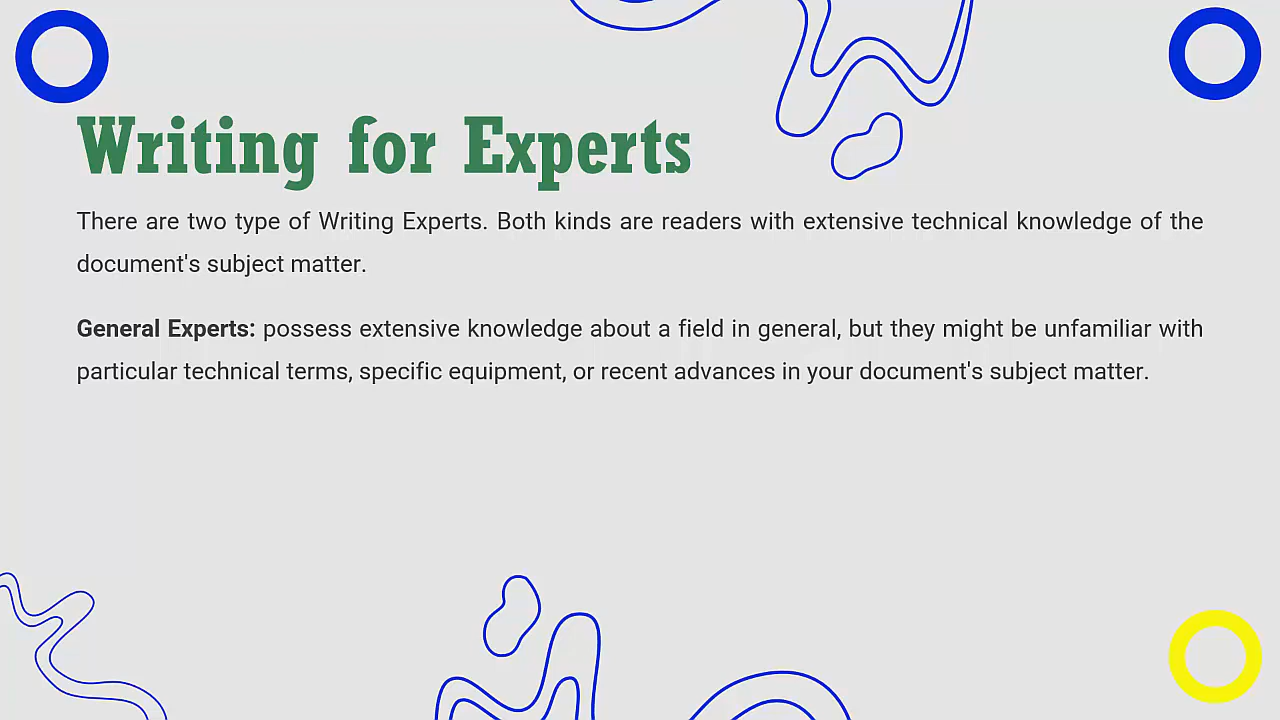 Writing for Experts
There are two type of Writing Experts. Both kinds are readers with extensive technical knowledge of the
document's subject matter.
General Experts: possess extensive knowledge about a field in general, but they might be unfamiliar with
particular technical terms, specific equipment, or recent advances in your document's subject matter.